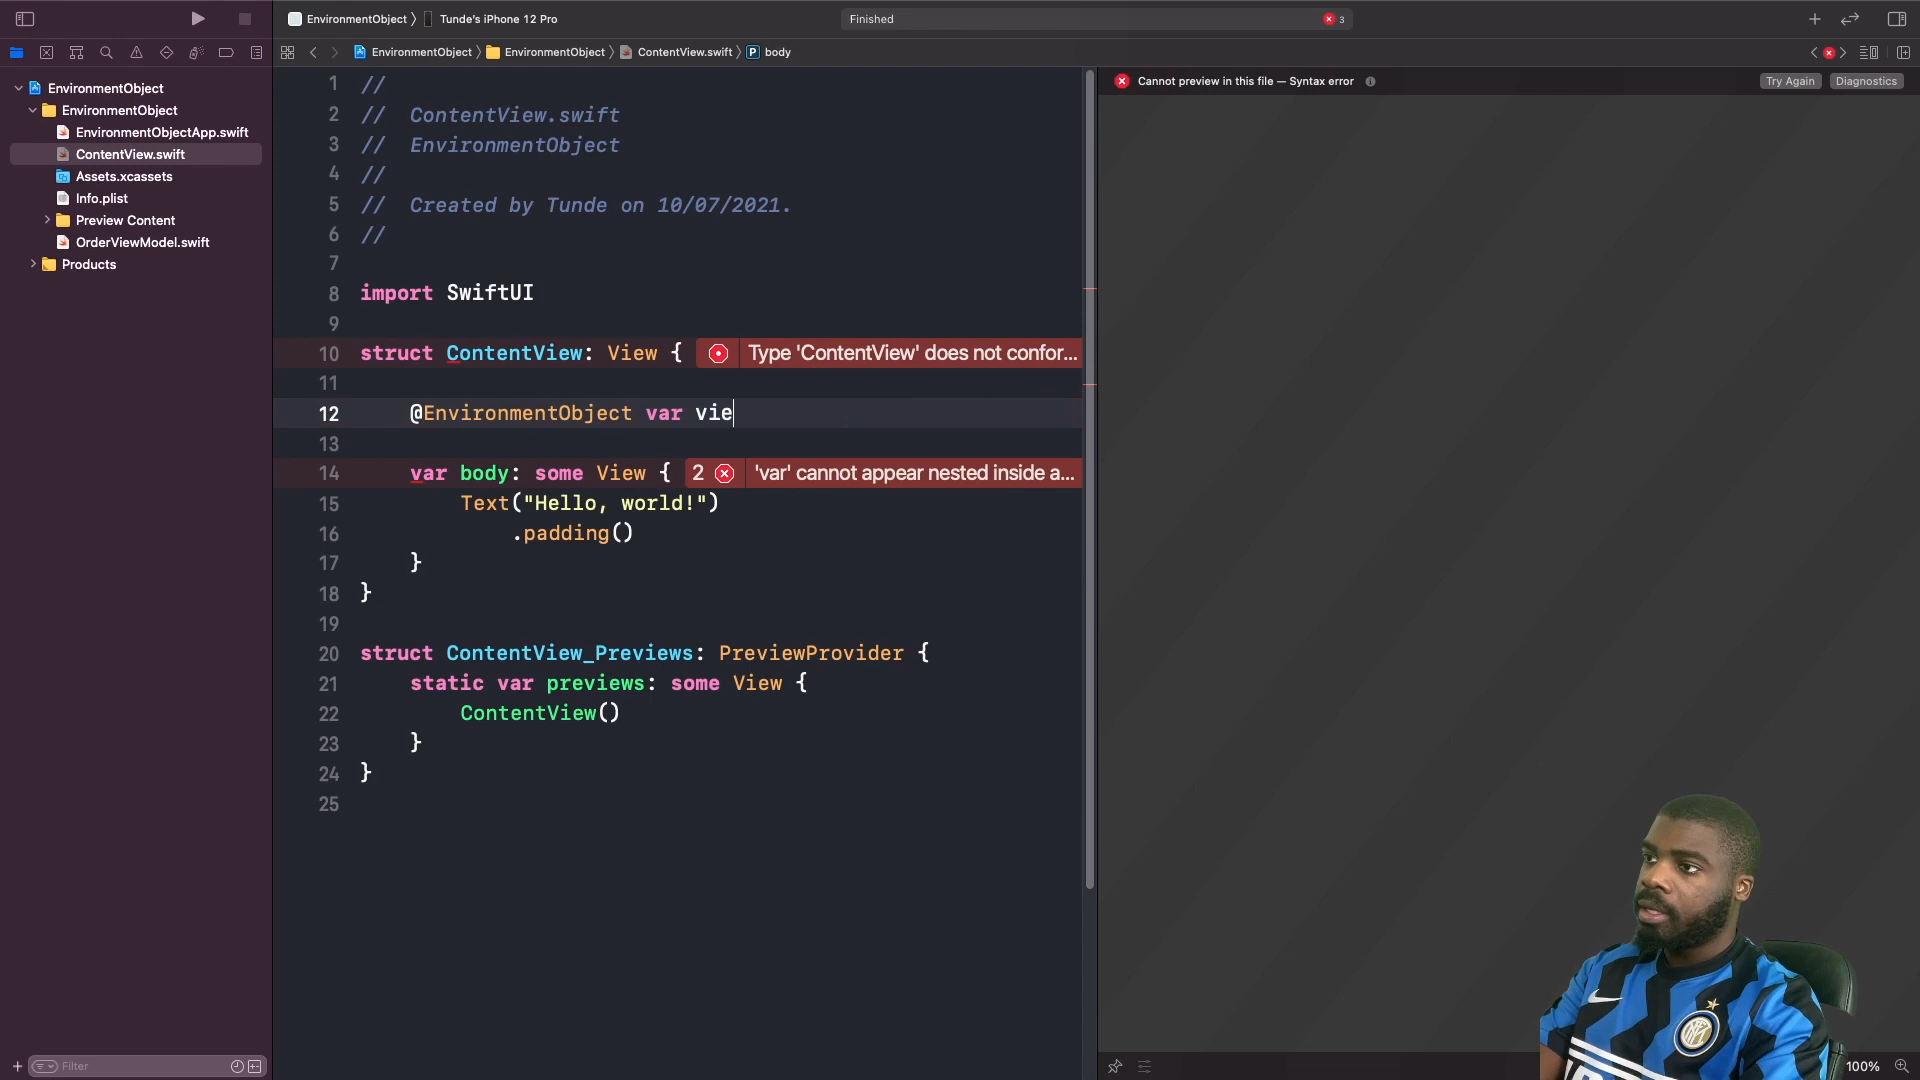 EnvironmentObject 〉 Tunde’s iPhone 12 Pro
Finished
3
EnvironmentObject 〉 EnvironmentObject 〉 ContentView.swift 〉 P body
EnvironmentObject
EnvironmentObject
EnvironmentObjectApp.swift
ContentView.swift
Assets.xcassets
Info.plist
Preview Content
OrderViewModel.swift
Products
Filter
1 //
2 // ContentView.swift
3 // EnvironmentObject
4 //
5 // Created by Tunde on 10/07/2021.
6 //
7
8 import SwiftUI
9
10 struct ContentView: View { Type 'ContentView' does not confor...
11
12 @EnvironmentObject var vie
13
14 var body: some View { 2 'var' cannot appear nested inside a...
15 Text("Hello, world!")
16 .padding()
17 }
18 }
19
20 struct ContentView_Previews: PreviewProvider {
21 static var previews: some View {
22 ContentView()
23 }
24 }
25
Cannot preview in this file — Syntax error
Try Again
Diagnostics
100%